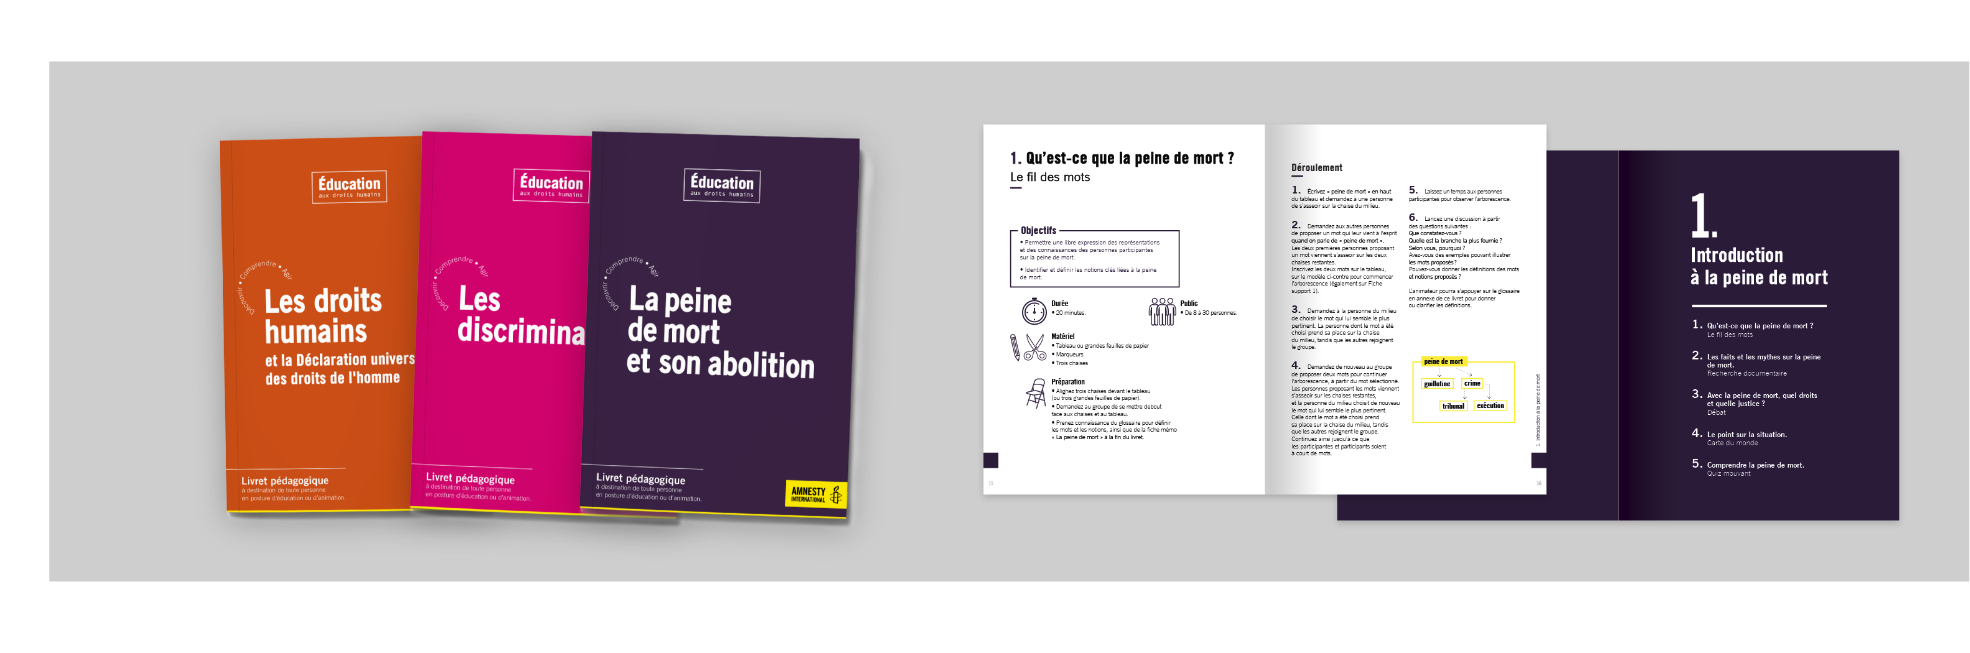 Éducation
aux droits humains
Découvrir • Comprendre • Agir
Les droits
humains
et la Déclaration univers
des droits de l'homme
Livret pédagogique
à destination de toute personne
en posture d'éducation ou d'animation.
Éducation
aux droits humains
Découvrir • Comprendre • Agir
Les
discrimina
Livret pédagogique
à destination de toute personne
en posture d'éducation ou d'animation.
Éducation
aux droits humains
Découvrir • Comprendre • Agir
La peine
de mort
et son abolition
Livret pédagogique
à destination de toute personne
en posture d'éducation ou d'animation.
AMNESTY
INTERNATIONAL
1. Qu'est-ce que la peine de mort ?
Le fil des mots
Objectifs
• Permettre une libre expression des représentations
et des connaissances des personnes participantes
sur la peine de mort.
• Identifier et définir les notions clés liées à la peine
de mort.
Durée
• 20 minutes.
Public
• De 8 à 30 personnes.
Matériel
• Tableau ou grandes feuilles de papier
• Marqueurs
• Trois chaises
Préparation
• Alignez trois chaises devant le tableau
(ou trois grandes feuilles de papier).
• Demandez au groupe de se mettre debout
face aux chaises et au tableau.
• Prenez connaissance du glossaire pour définir
les mots et les notions, ainsi que de la fiche mémo
« La peine de mort » à la fin du livret.
Déroulement
1. Écrivez « peine de mort » en haut
du tableau et demandez à une personne
de s'asseoir sur la chaise du milieu.
2. Demandez aux autres personnes
de proposer un mot qui leur vient à l'esprit
quand on parle de « peine de mort ».
Les deux premières personnes proposant
un mot viennent s'asseoir sur les deux
chaises restantes.
Inscrivez les deux mots sur le tableau,
sur le modèle ci-contre pour commencer
l'arborescence (également sur Fiche
support 1).
3. Demandez à la personne du milieu
de choisir le mot qui lui semble le plus
pertinent. La personne dont le mot a été
choisi prend sa place sur la chaise
du milieu, tandis que les autres rejoignent
le groupe.
4. Demandez de nouveau au groupe
de proposer deux mots pour continuer
l'arborescence, à partir du mot sélectionné.
Les personnes proposant les mots viennent
s'asseoir sur les chaises restantes,
et la personne du milieu choisit de nouveau
le mot qui lui semble le plus pertinent.
Celle dont le mot a été choisi prend
sa place sur la chaise du milieu, tandis
que les autres rejoignent le groupe.
Continuez ainsi jusqu'à ce que
les participantes et participants soient
à court de mots.
5. Laissez un temps aux personnes
participantes pour observer l'arborescence.
6. Lancez une discussion à partir
des questions suivantes :
Que constatez-vous ?
Quelle est la branche la plus fournie ?
Selon vous, pourquoi ?
Avez-vous des exemples pouvant illustrer
les mots proposés ?
Pouvez-vous donner les définitions des mots
et notions proposés ?
L'animateur pourra s'appuyer sur le glossaire
en annexe de ce livret pour donner
ou clarifier les définitions.
peine de mort
guillotine
crime
tribunal
exécution
1. Introduction à la peine de mort
1.
Introduction
à la peine de mort
1. Qu'est-ce que la peine de mort ?
Le fil des mots
2. Les faits et les mythes sur la peine
de mort.
Recherche documentaire
3. Avec la peine de mort, quel droits
et quelle justice ?
Débat
4. Le point sur la situation.
Carte du monde
5. Comprendre la peine de mort.
Quiz mouvant